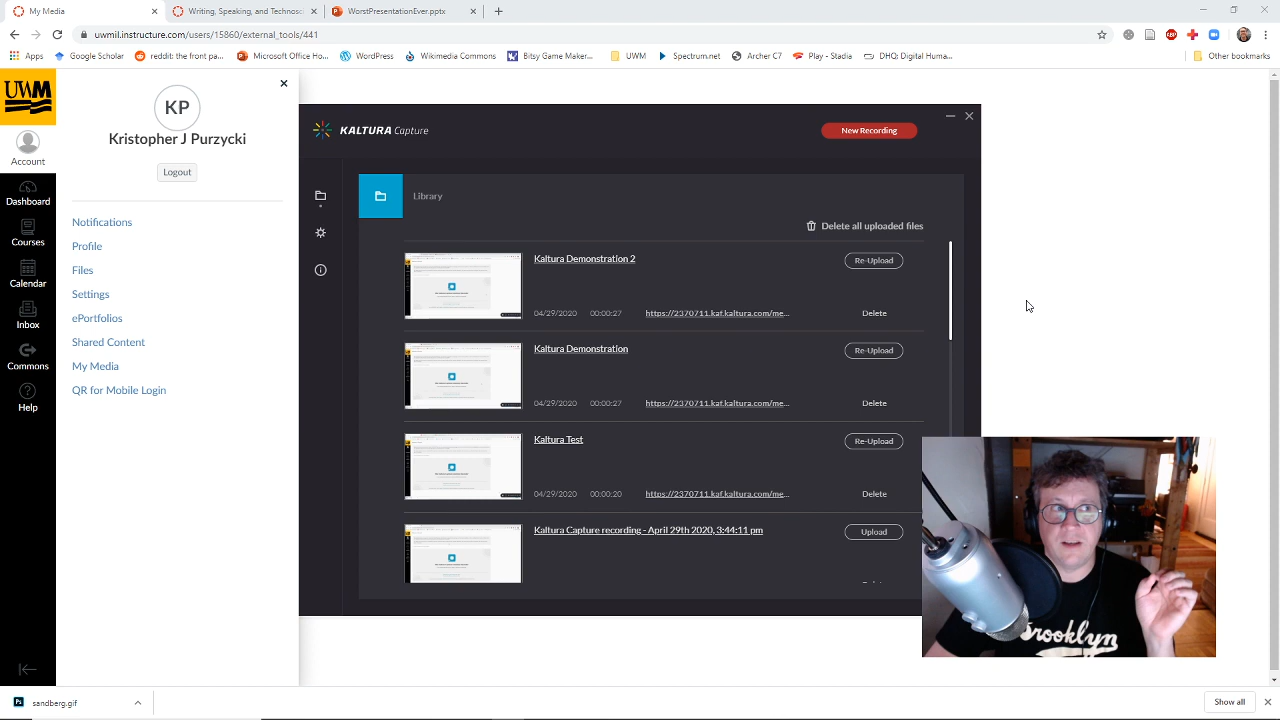 My Media
Writing, Speaking, and Technos
WorstPresentationEver.pptx
uwmil.instructure.com/users/15860/external_tools/441
Account
Google Scholar
reddit: the front pa...
Microsoft Office Ho...
Wikimedia Commons
Bitsy Game Maker...
UWM
Spectrum.net
Archer C7
Play - Stadia
DHQ: Digital Huma...
Other bookmarks
UWM
Account
Dashboard
Courses
Calendar
Inbox
Commons
Help
KP
Kristopher J Purzycki
Logout
Notifications
Profile
Files
Settings
ePortfolios
Shared Content
My Media
QR for Mobile Login
KALTURA Capture
New Recording
Library
Delete all uploaded files
Kaltura Demonstration 2
Re-Upload
04/29/2020 00:00:27 https://2370711.kaf.kaltura.com/me... Delete
Kaltura Demonstration
Re-Upload
04/29/2020 00:00:27 https://2370711.kaf.kaltura.com/me... Delete
Kaltura Test
Re-Upload
04/29/2020 00:00:20 https://2370711.kaf.kaltura.com/me... Delete
Kaltura Capture recording - April 29th 2020, 3:44:11 pm
Upload
Brooklyn
sandberg.gif
Show all